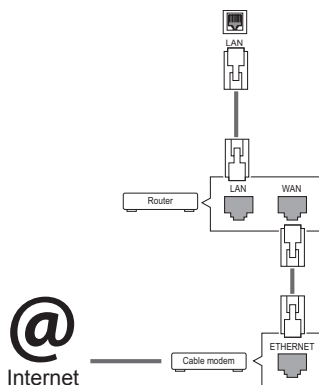 LAN
LAN WAN
Router
ETHERNET
@
Cable modem
Internet